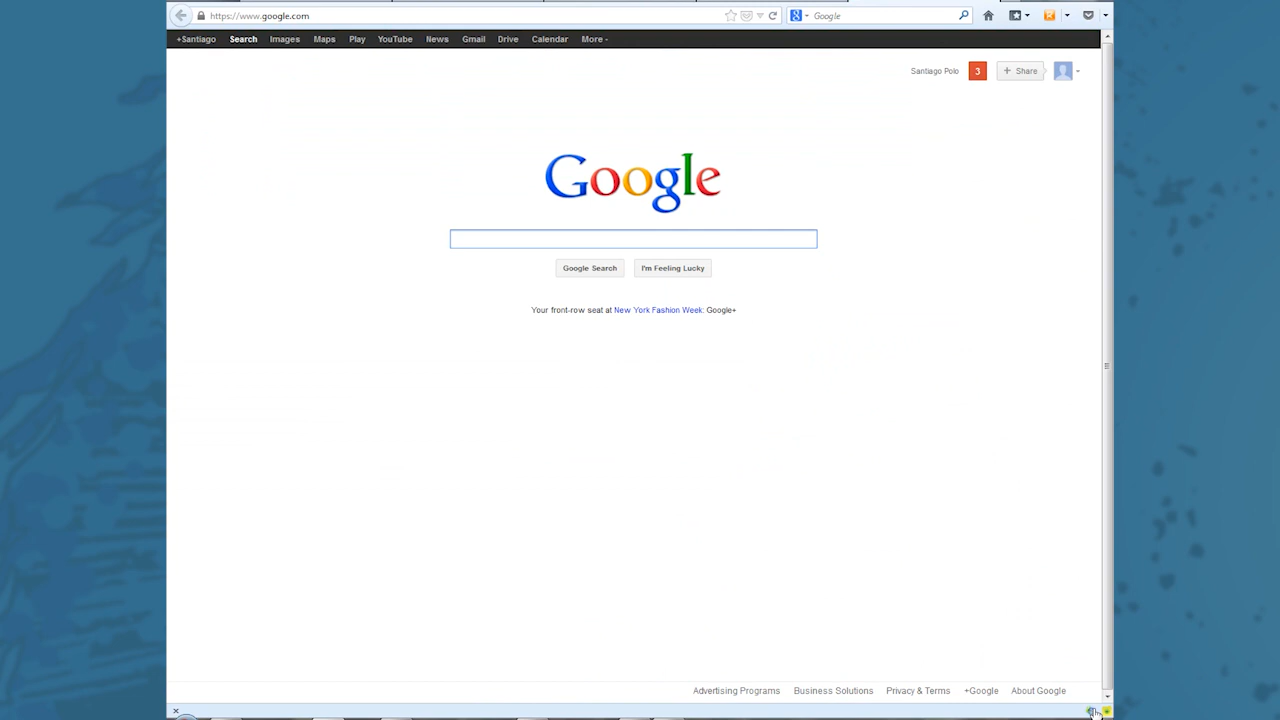 https://www.google.com
Google
+Santiago Search Images Maps Play YouTube News Gmail Drive Calendar More
Santiago Polo 3 + Share
Google
Google Search I'm Feeling Lucky
Your front-row seat at New York Fashion Week: Google+
Advertising Programs Business Solutions Privacy & Terms +Google About Google